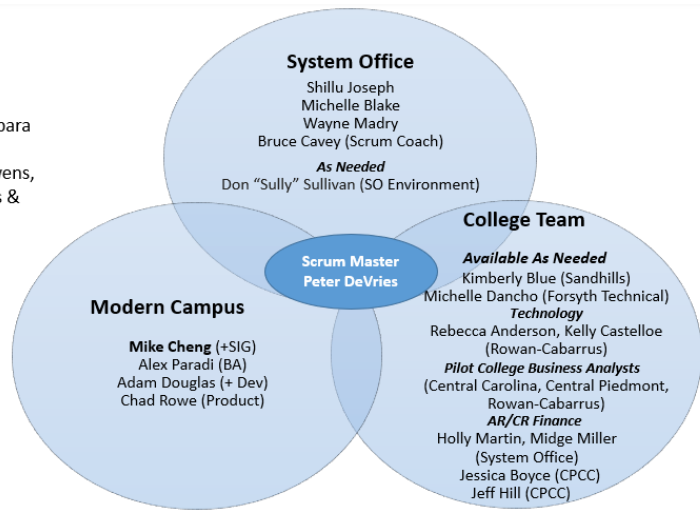 System Office
Shillu Joseph
Michelle Blake
Wayne Madry
Bruce Cavey (Scrum Coach)
As Needed
Don “Sully” Sullivan (SO Environment)
para
vens,
s &
Scrum Master
Peter DeVries
Modern Campus
Mike Cheng (+SIG)
Alex Paradi (BA)
Adam Douglas (+ Dev)
Chad Rowe (Product)
College Team
Available As Needed
Kimberly Blue (Sandhills)
Michelle Dancho (Forsyth Technical)
Technology
Rebecca Anderson, Kelly Castelloe
(Rowan-Cabarrus)
Pilot College Business Analysts
(Central Carolina, Central Piedmont,
Rowan-Cabarrus)
AR/CR Finance
Holly Martin, Midge Miller
(System Office)
Jessica Boyce (CPCC)
Jeff Hill (CPCC)